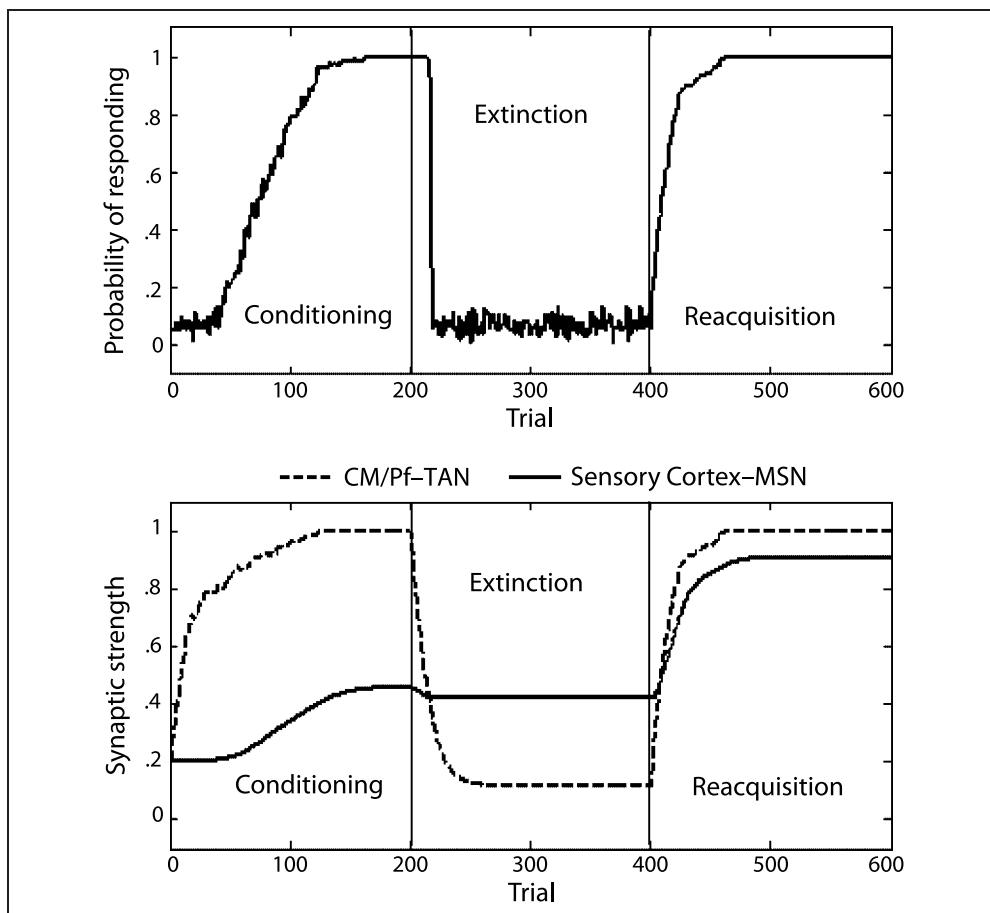 Probability of responding
1
.8
.6
.4
.2
0
Extinction
Conditioning
Reacquisition
0 100 200 300 400 500 600
Trial
CM/Pf–TAN Sensory Cortex–MSN
Synaptic strength
1
.8
.6
.4
.2
0
Extinction
Conditioning
Reacquisition
0 100 200 300 400 500 600
Trial